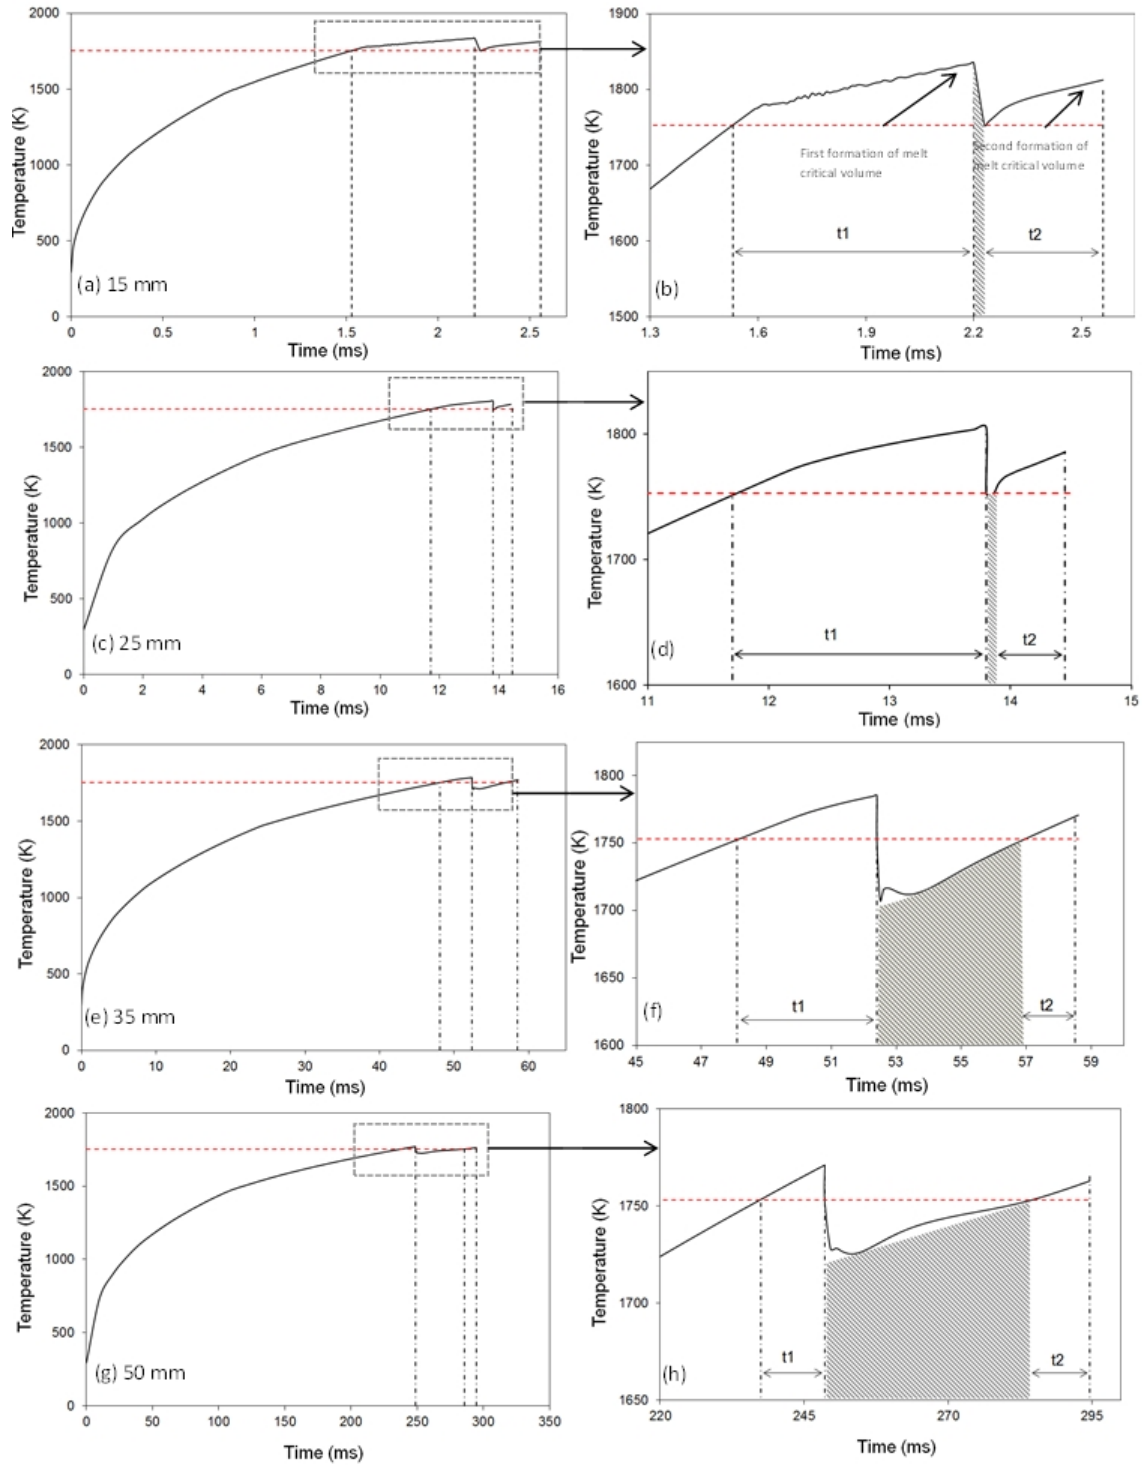 2000
1500
1000
500
0
Temperature (K)
(a) 15 mm
0 0.5 1 1.5 2 2.5
Time (ms)
1900
1800
1700
1600
1500
Temperature (K)
First formation of melt
critical volume
second formation of
melt critical volume
t1
t2
(b)
1.3 1.6 1.9 2.2 2.5
Time (ms)
2000
1500
1000
500
0
Temperature (K)
(c) 25 mm
0 2 4 6 8 10 12 14 16
Time (ms)
1800
1700
1600
Temperature (K)
t1
t2
(d)
11 12 13 14 15
Time (ms)
2000
1500
1000
500
0
Temperature (K)
(e) 35 mm
0 10 20 30 40 50 60
Time (ms)
1800
1750
1700
1650
1600
Temperature (K)
t1
t2
(f)
45 47 49 51 53 55 57 59
Time (ms)
2000
1500
1000
500
0
Temperature (K)
(g) 50 mm
0 50 100 150 200 250 300 350
Time (ms)
1800
1750
1700
1650
Temperature (K)
t1
t2
(h)
220 245 270 295
Time (ms)